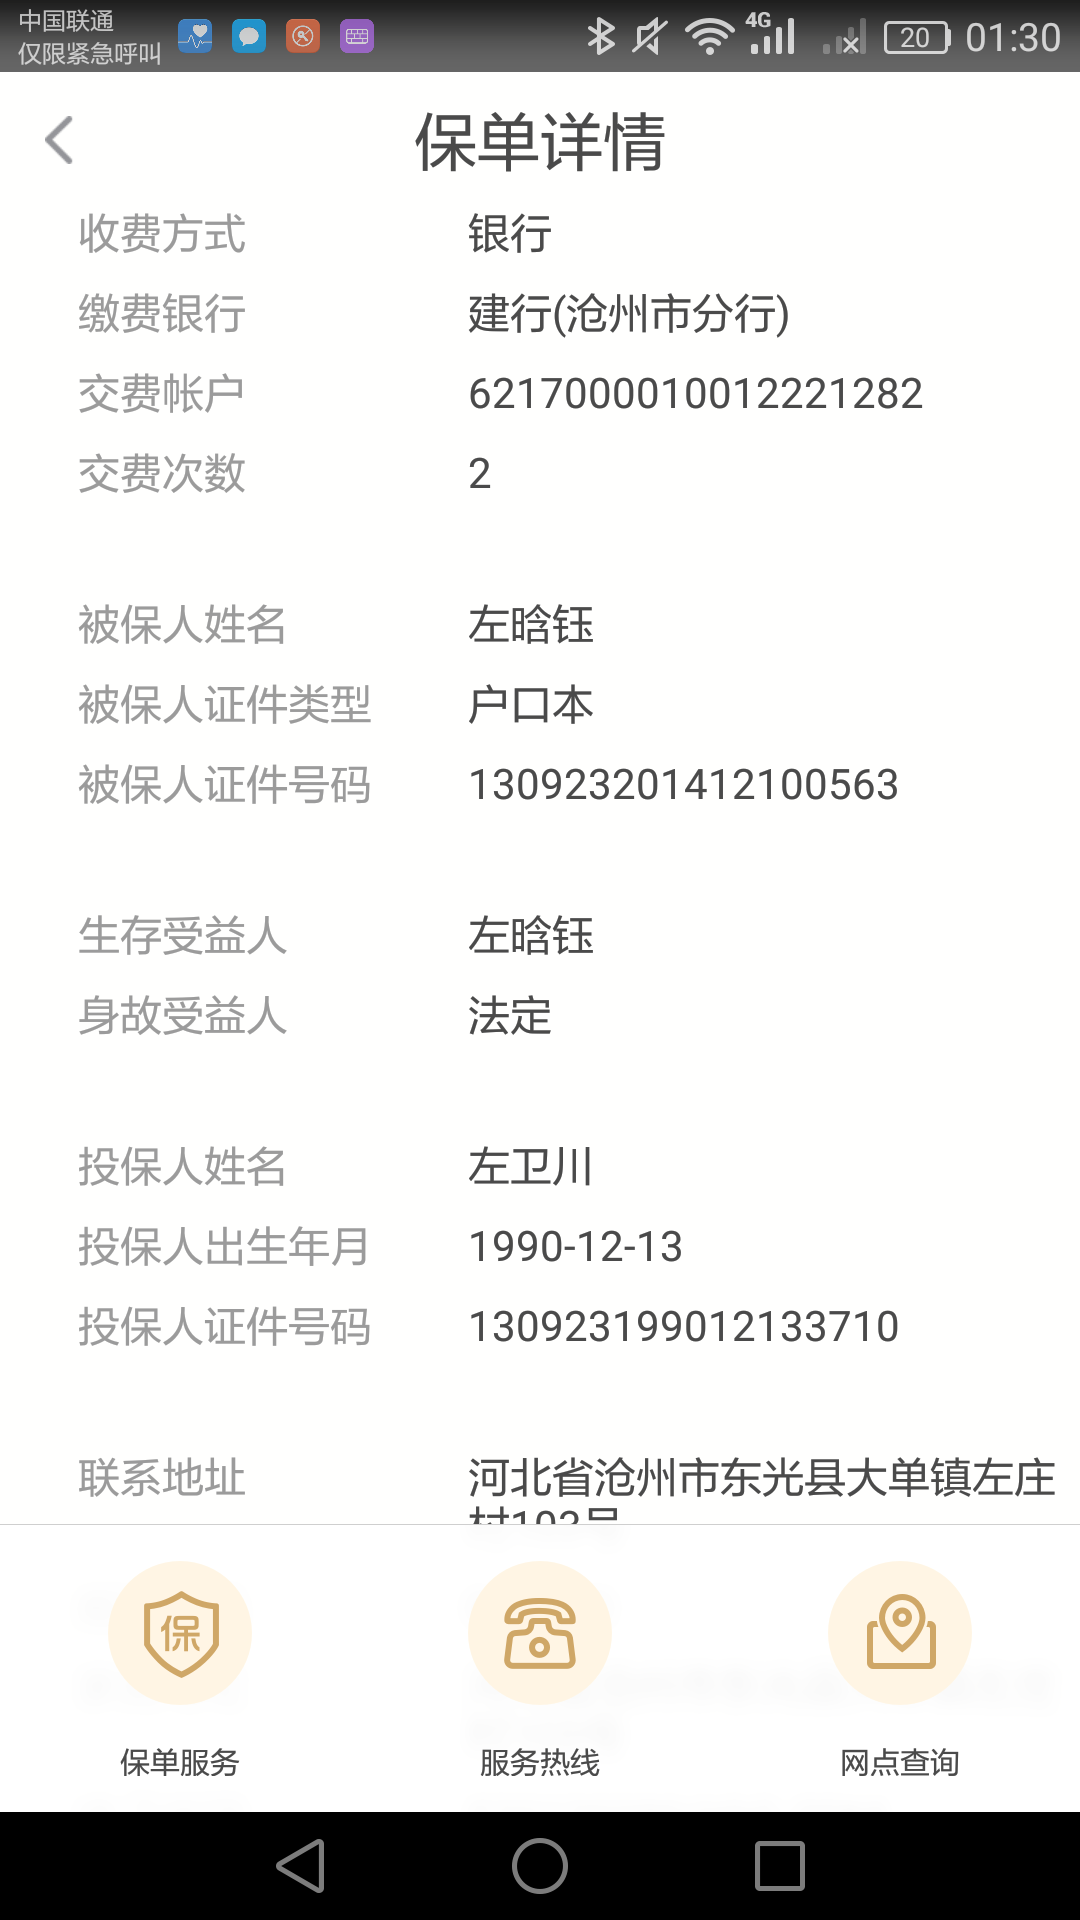 中国联通
仅限紧急呼叫
4G
20
01:30
保单详情
收费方式 银行
缴费银行 建行(沧州市分行)
交费帐户 6217000010012221282
交费次数 2
被保人姓名 左晗钰
被保人证件类型 户口本
被保人证件号码 130923201412100563
生存受益人 左晗钰
身故受益人 法定
投保人姓名 左卫川
投保人出生年月 1990-12-13
投保人证件号码 130923199012133710
联系地址 河北省沧州市东光县大单镇左庄
村103号
保
保单服务 服务热线 网点查询